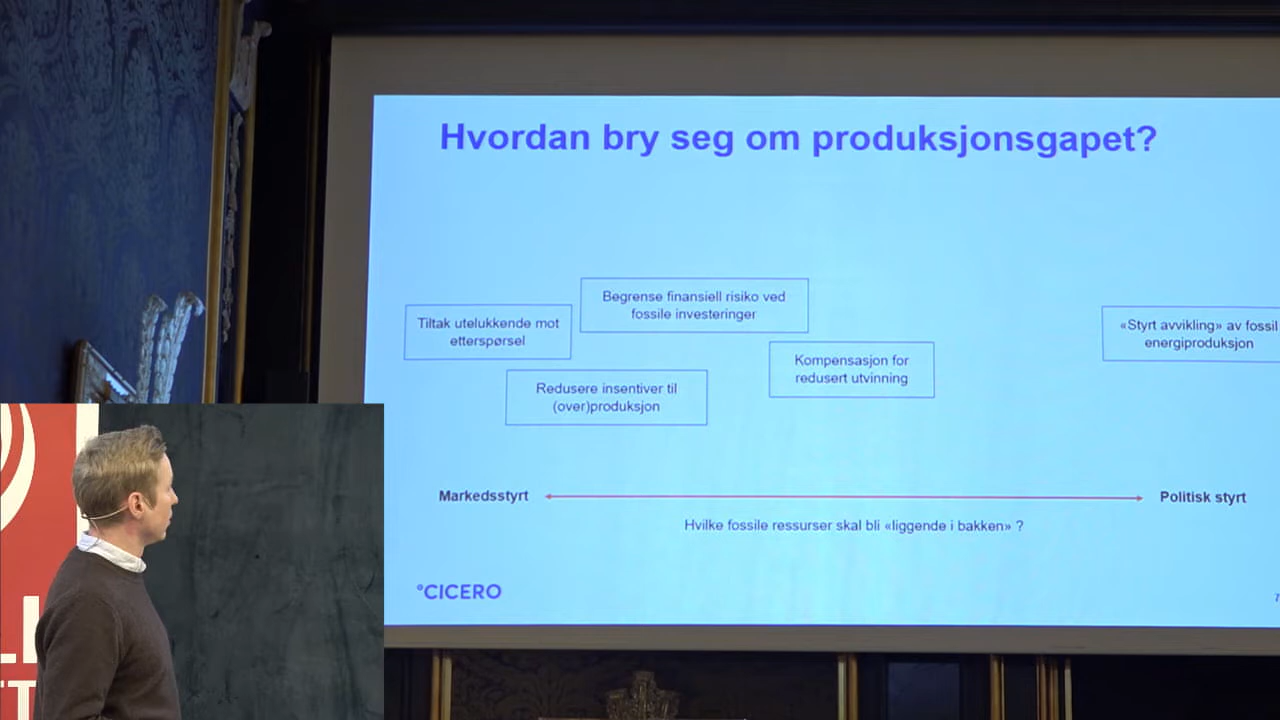 Hvordan bry seg om produksjonsgapet?
Begrense finansiell risiko ved
fossile investeringer
Tiltak utelukkende mot
etterspørsel
«Styrt avvikling» av fossil
energiproduksjon
Kompensasjon for
redusert utvinning
Redusere insentiver til
(over)produksjon
Markedsstyrt
Politisk styrt
Hvilke fossile ressurser skal bli «liggende i bakken» ?
°CICERO
7